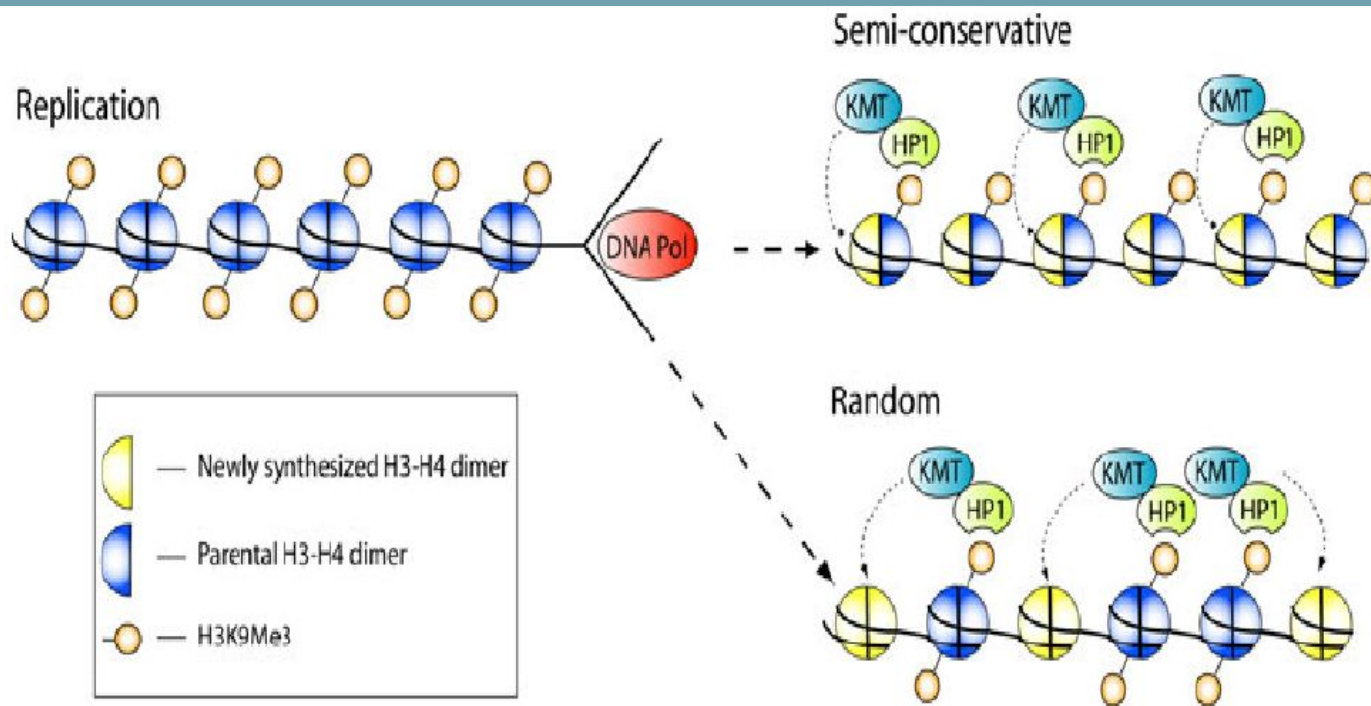 Semi-conservative
Replication
KMT
HP1
KMT
HP1
KMT
HP1
DNA Pol
Random
KMT
HP1
KMT
HP1
KMT
HP1
Newly synthesized H3-H4 dimer
Parental H3-H4 dimer
H3K9Me3